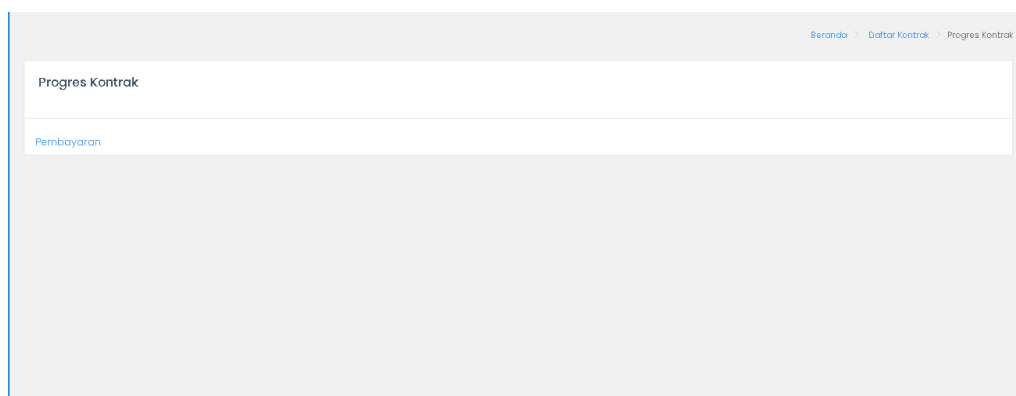 Beranda > Daftar Kontrak > Progres Kontrak
Progres Kontrak
Pembayaran